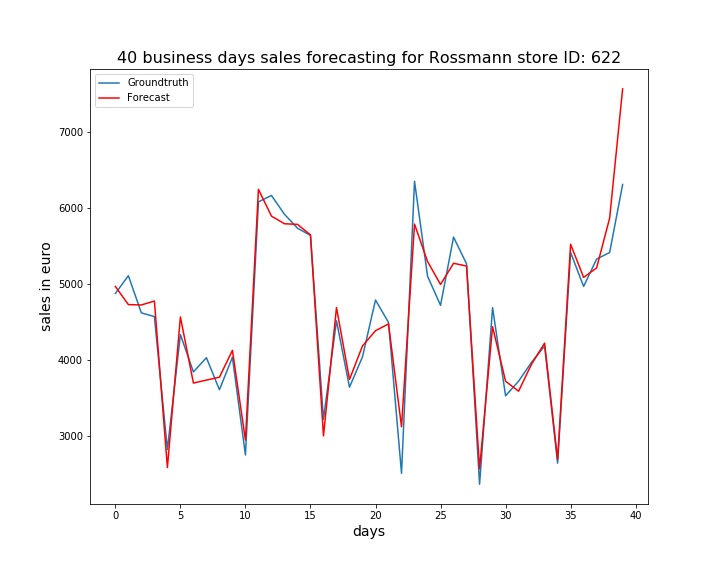 40 business days sales forecasting for Rossmann store ID: 622
Groundtruth
Forecast
7000
6000
5000
4000
3000
sales in euro
0 5 10 15 20 25 30 35 40
days